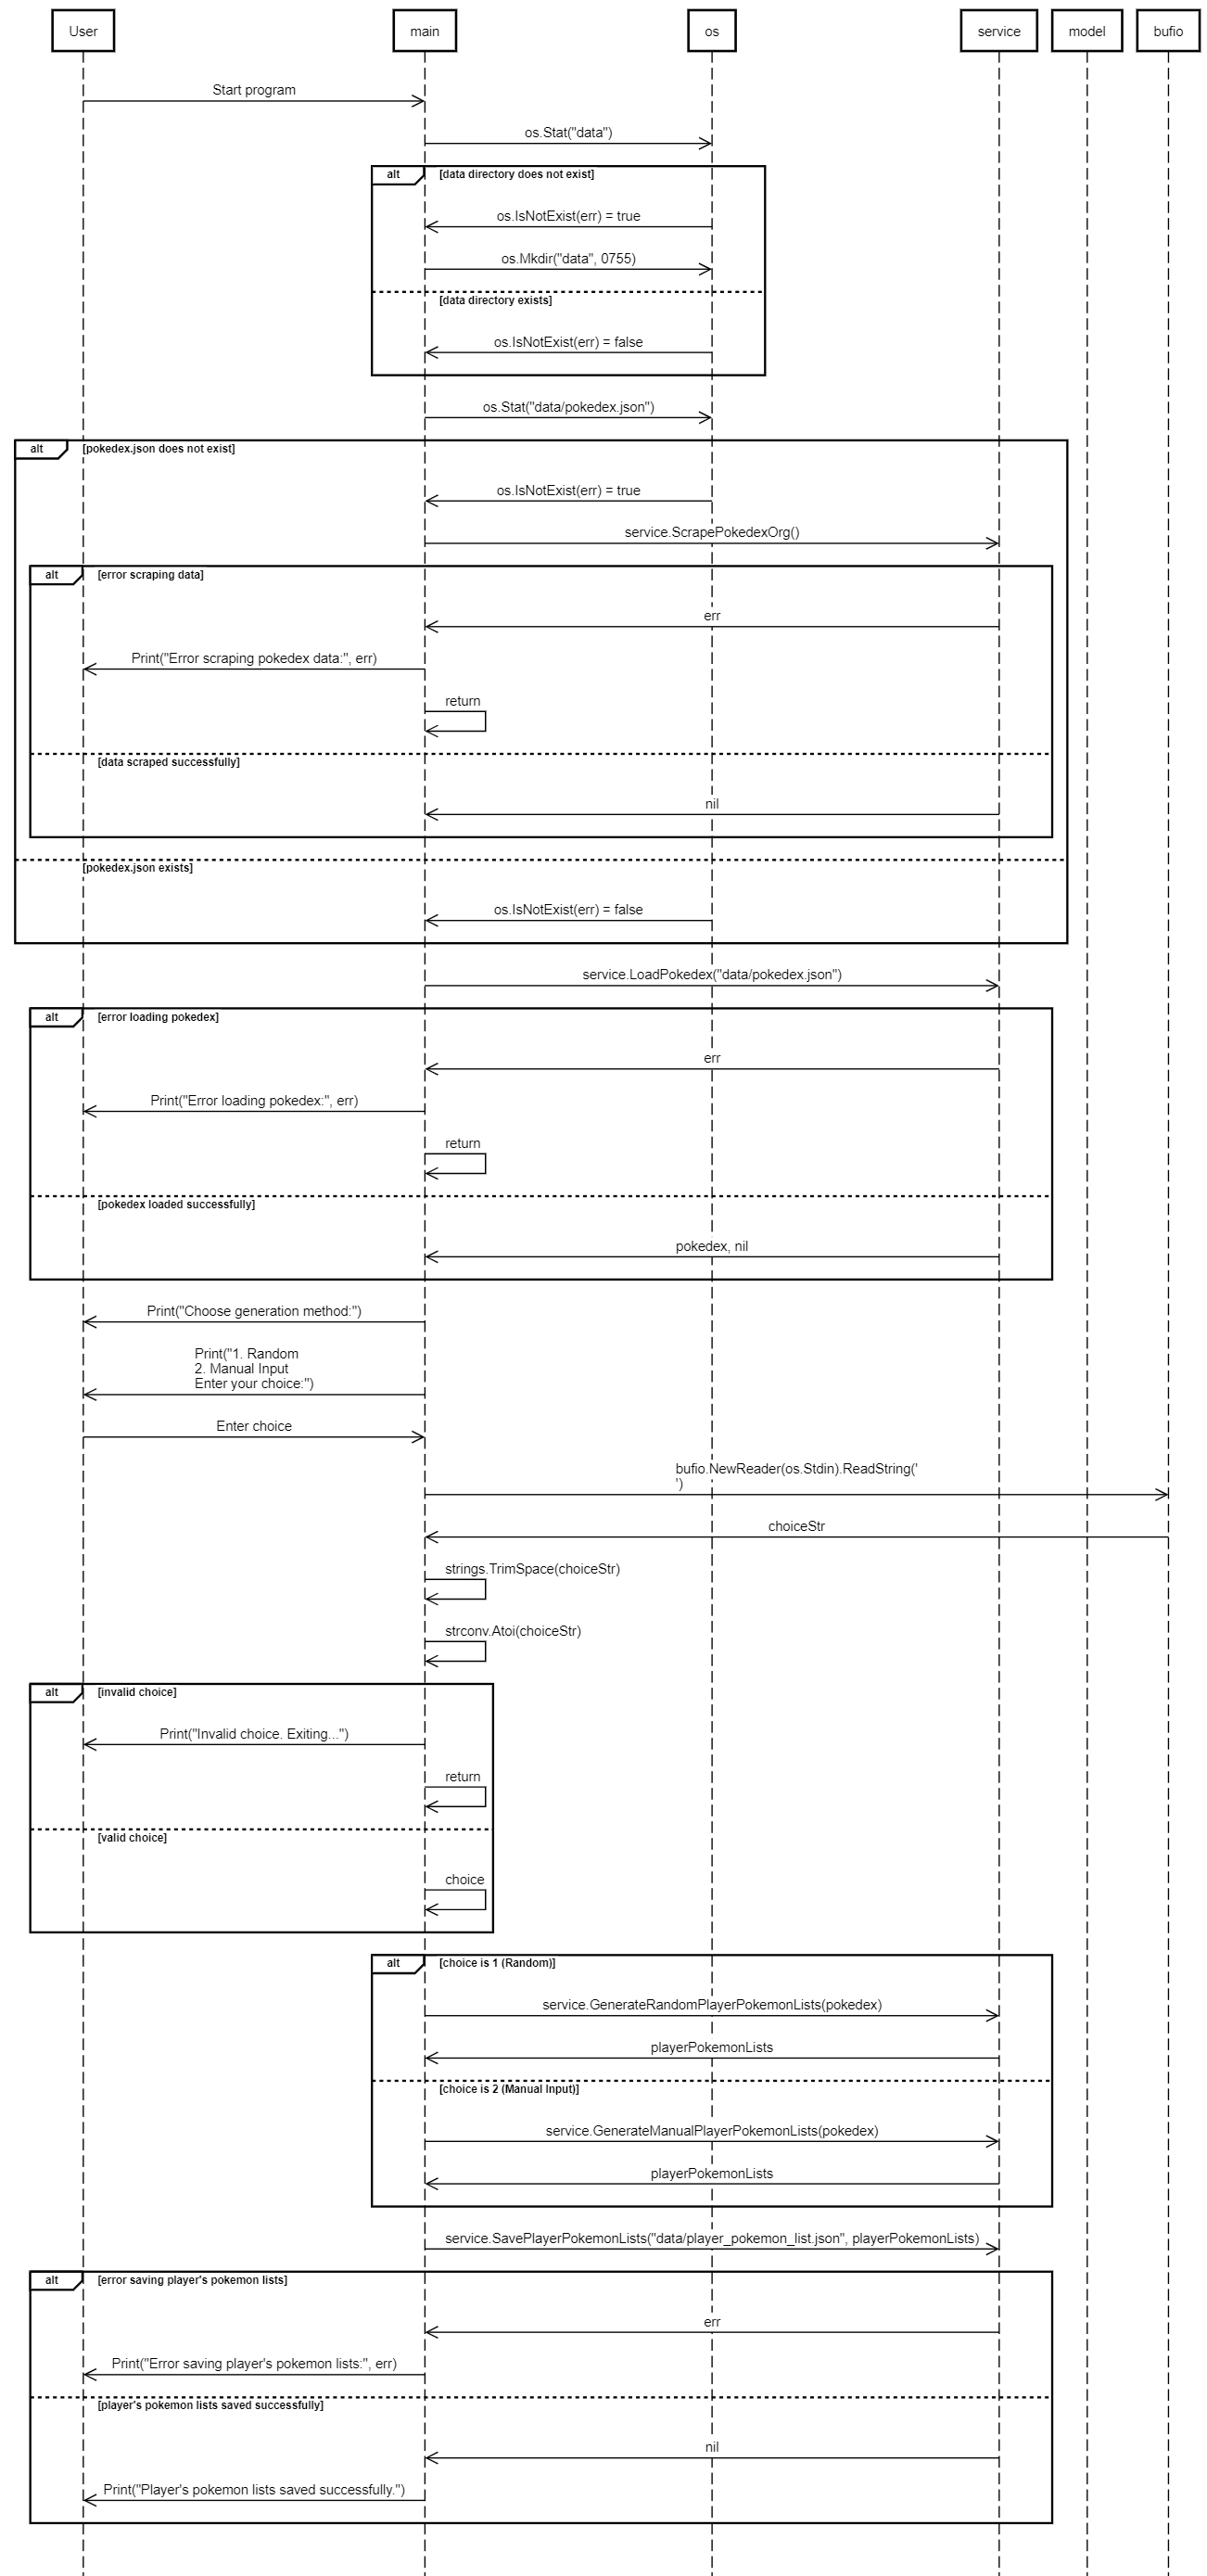 User main os service model bufio
Start program
os.Stat("data")
alt [data directory does not exist]
os.IsNotExist(err) = true
os.Mkdir("data", 0755)
[data directory exists]
os.IsNotExist(err) = false
os.Stat("data/pokedex.json")
alt [pokedex.json does not exist]
os.IsNotExist(err) = true
service.ScrapePokedexOrg()
alt [error scraping data]
err
Print("Error scraping pokedex data:", err)
return
[data scraped successfully]
nil
[pokedex.json exists]
os.IsNotExist(err) = false
service.LoadPokedex("data/pokedex.json")
alt [error loading pokedex]
err
Print("Error loading pokedex:", err)
return
[pokedex loaded successfully]
pokedex, nil
Print("Choose generation method:")
Print("1. Random
2. Manual Input
Enter your choice:")
Enter choice
bufio.NewReader(os.Stdin).ReadString('
')
choiceStr
strings.TrimSpace(choiceStr)
strconv.Atoi(choiceStr)
alt [invalid choice]
Print("Invalid choice. Exiting...")
return
[valid choice]
choice
alt [choice is 1 (Random)]
service.GenerateRandomPlayerPokemonLists(pokedex)
playerPokemonLists
[choice is 2 (Manual Input)]
service.GenerateManualPlayerPokemonLists(pokedex)
playerPokemonLists
service.SavePlayerPokemonLists("data/player_pokemon_list.json", playerPokemonLists)
alt [error saving player's pokemon lists]
err
Print("Error saving player's pokemon lists:", err)
[player's pokemon lists saved successfully]
nil
Print("Player's pokemon lists saved successfully.")